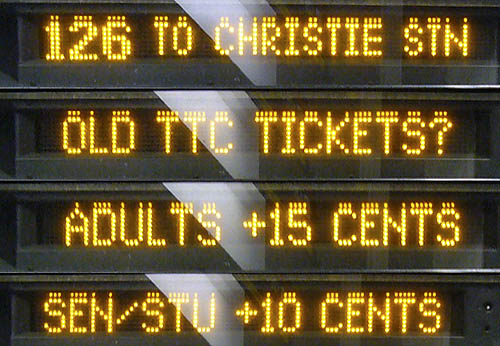 126 TO CHRISTIE STN
OLD TTC TICKETS?
ADULTS +15 CENTS
SEN/STU +10 CENTS